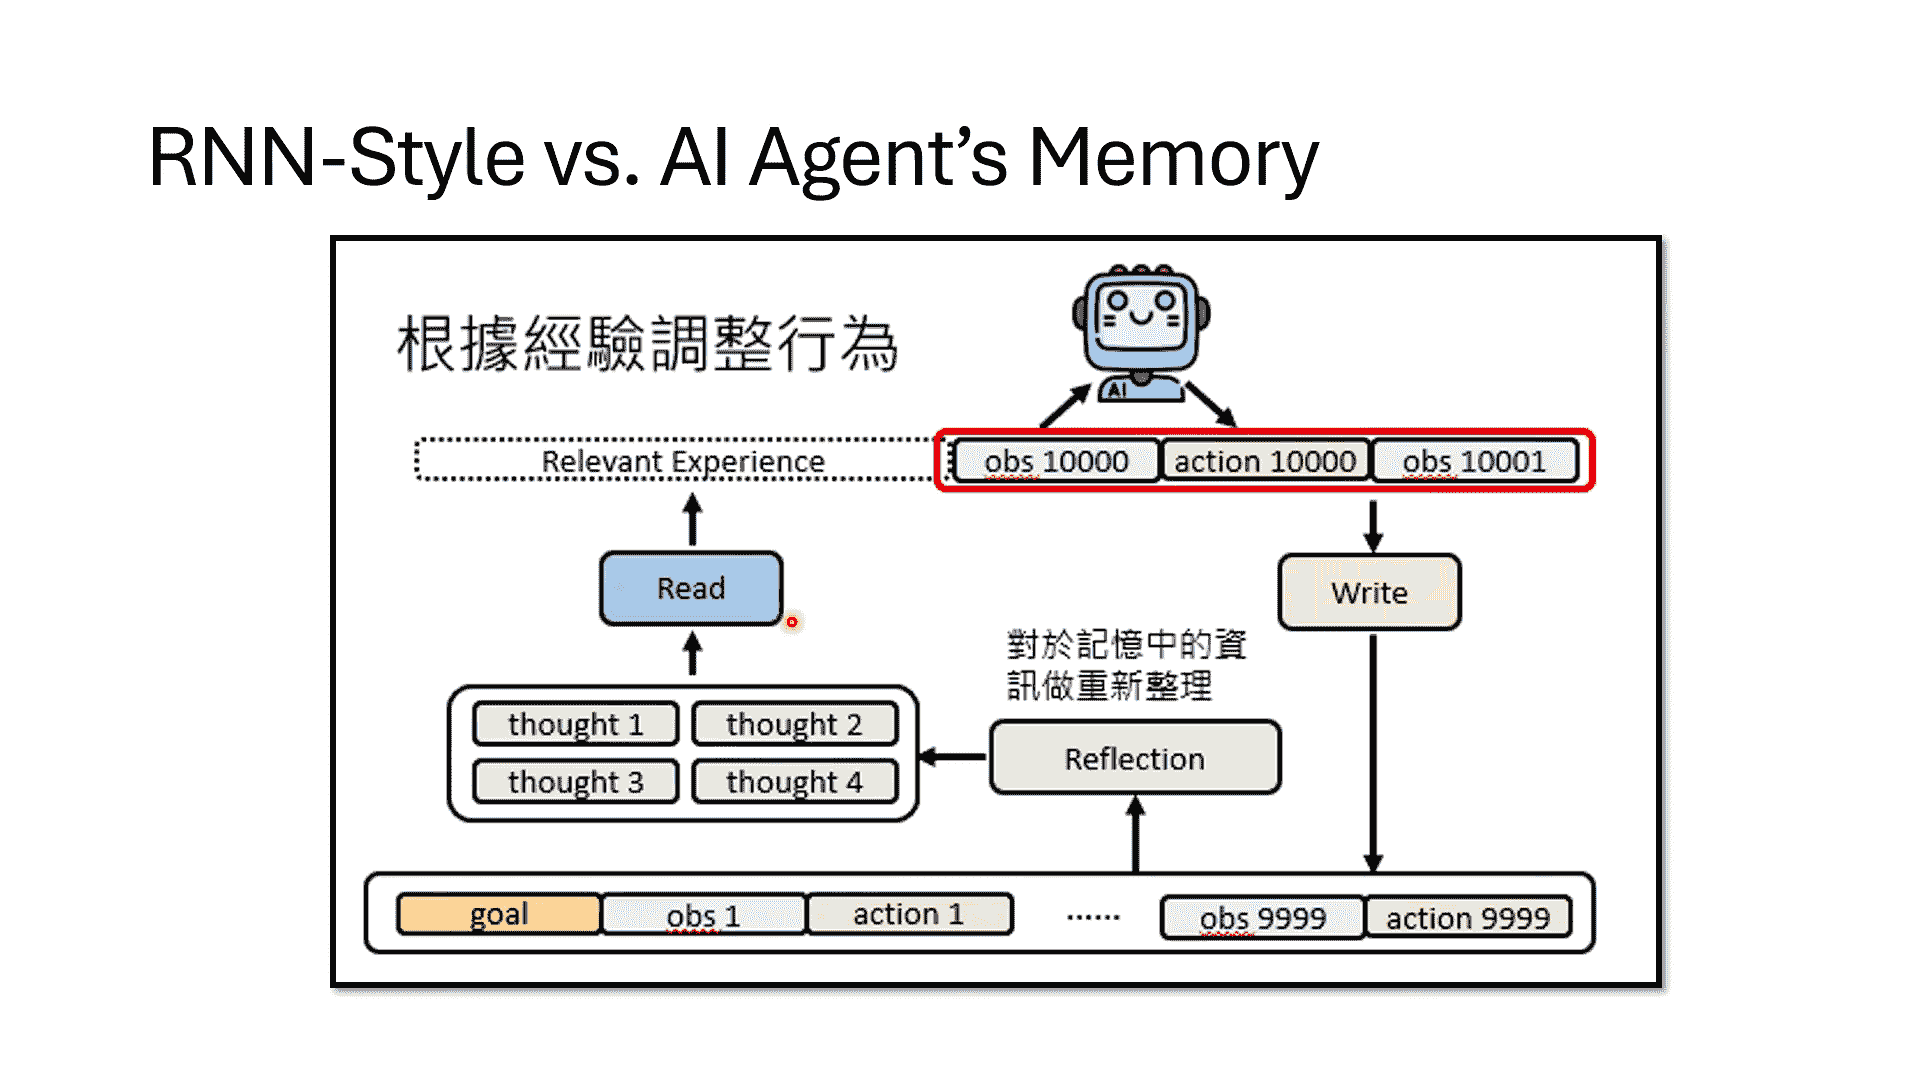 RNN-Style vs. AI Agent’s Memory
根據經驗調整行為
AI
Relevant Experience
obs 10000
action 10000
obs 10001
Read
Write
對於記憶中的資
訊做重新整理
thought 1
thought 2
thought 3
thought 4
Reflection
goal
obs 1
action 1
......
obs 9999
action 9999